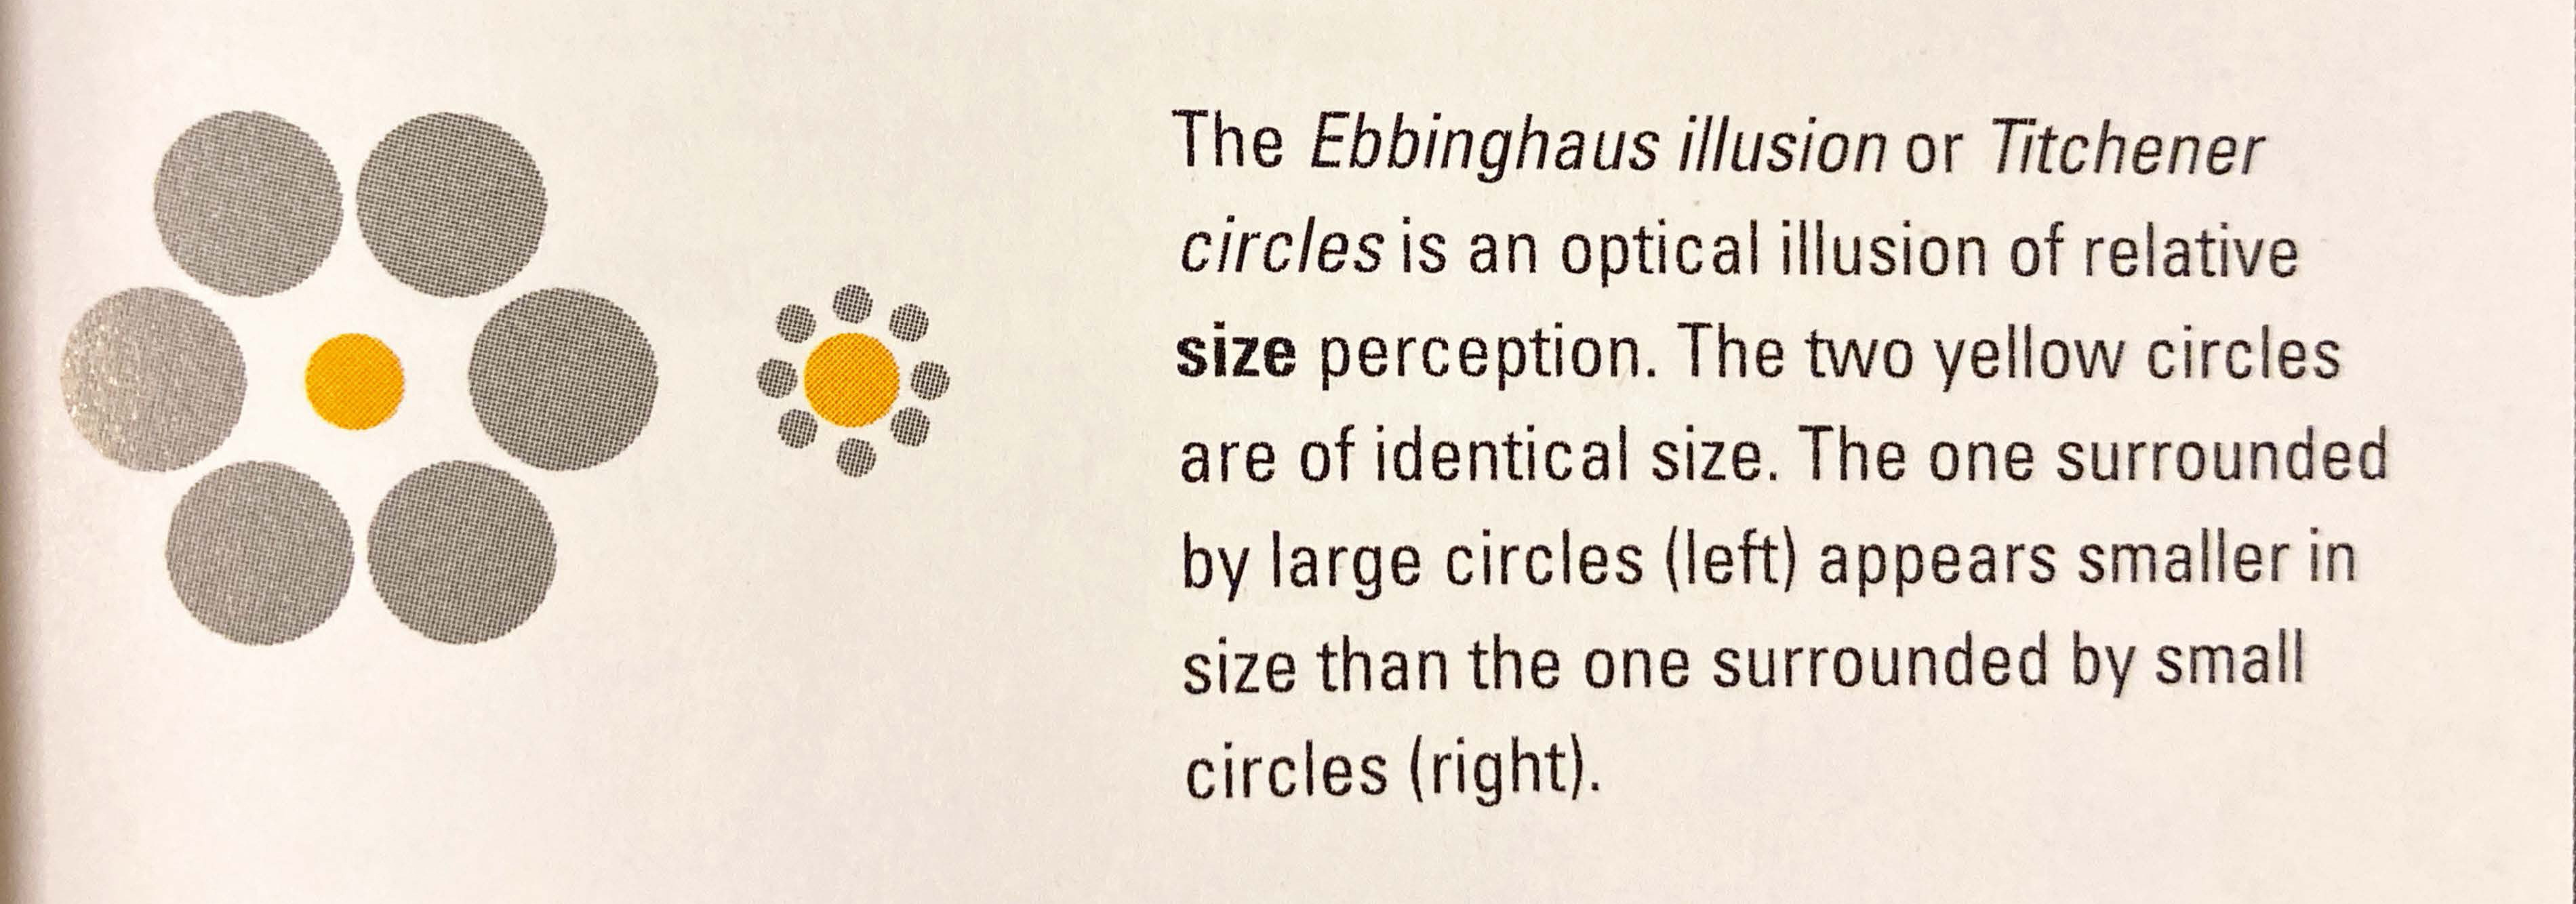 The Ebbinghaus illusion or Titchener
circles is an optical illusion of relative
size perception. The two yellow circles
are of identical size. The one surrounded
by large circles (left) appears smaller in
size than the one surrounded by small
circles (right).